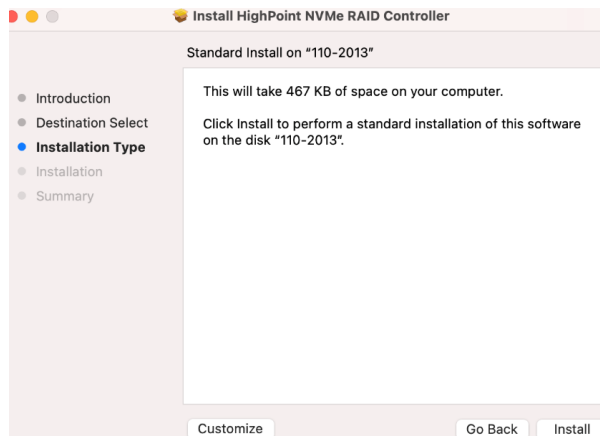 Install HighPoint NVMe RAID Controller
Standard Install on “110-2013”
Introduction
Destination Select
Installation Type
Installation
Summary
This will take 467 KB of space on your computer.
Click Install to perform a standard installation of this software
on the disk “110-2013”.
Customize
Go Back
Install